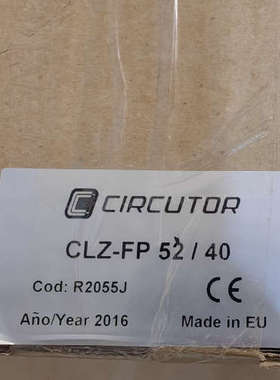 CIRCUTOR
CLZ-FP 52 / 40
Cod: R2055J CE
Año/Year 2016 Made in EU